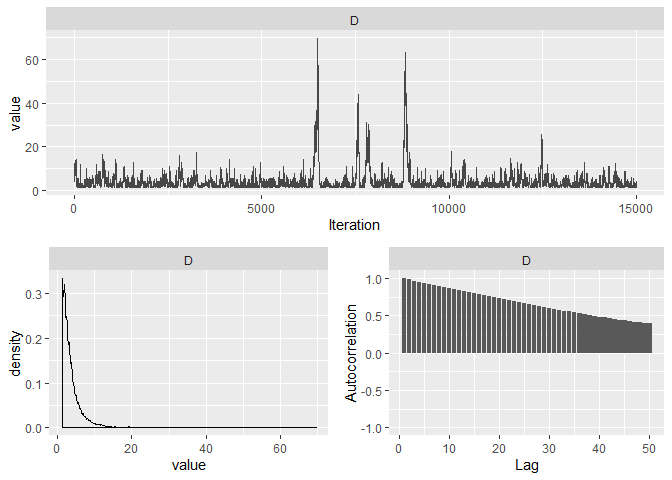 D
60
40
20
0
value
0 5000 10000 15000
Iteration
D
0.3
0.2
0.1
0.0
density
0 20 40 60
value
D
1.0
0.5
0.0
-0.5
-1.0
Autocorrelation
0 10 20 30 40 50
Lag